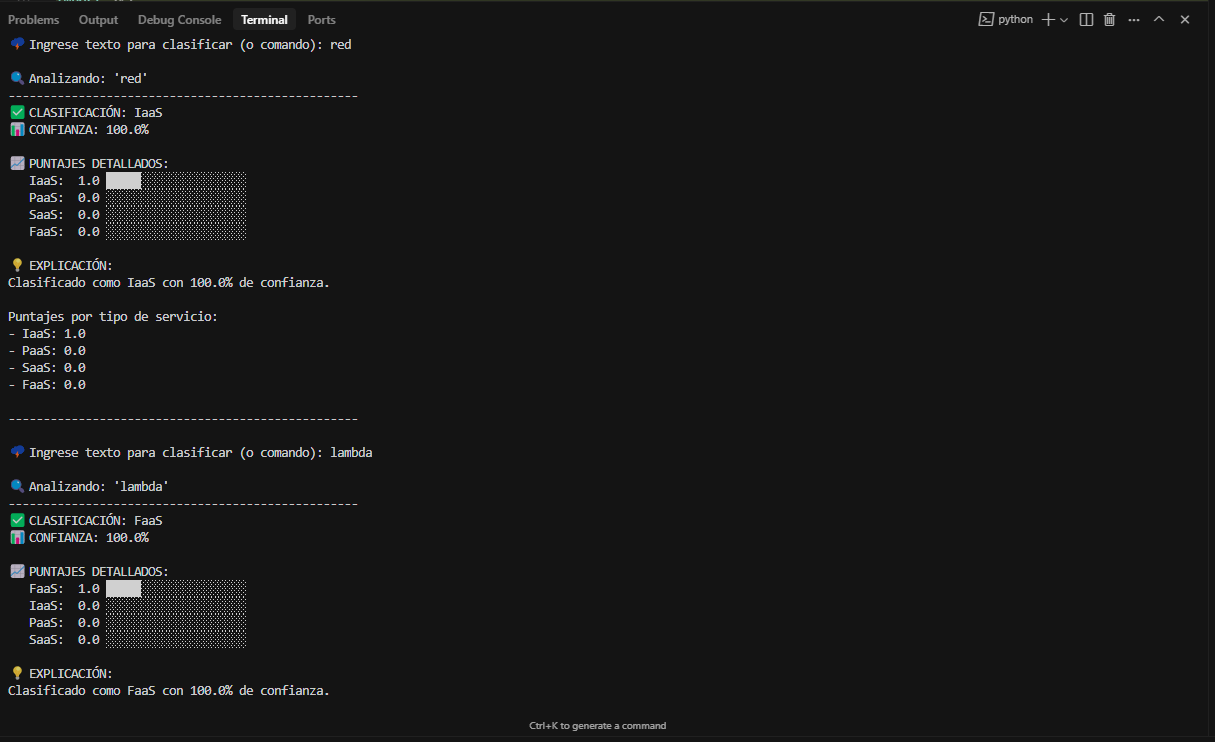 Problems Output Debug Console Terminal Ports python
Ingrese texto para clasificar (o comando): red
Analizando: 'red'
--------------------------------------------------
CLASIFICACIÓN: IaaS
CONFIANZA: 100.0%
PUNTAJES DETALLADOS:
IaaS: 1.0
PaaS: 0.0
SaaS: 0.0
FaaS: 0.0
EXPLICACIÓN:
Clasificado como IaaS con 100.0% de confianza.
Puntajes por tipo de servicio:
- IaaS: 1.0
- PaaS: 0.0
- SaaS: 0.0
- FaaS: 0.0
--------------------------------------------------
Ingrese texto para clasificar (o comando): lambda
Analizando: 'lambda'
--------------------------------------------------
CLASIFICACIÓN: FaaS
CONFIANZA: 100.0%
PUNTAJES DETALLADOS:
FaaS: 1.0
IaaS: 0.0
PaaS: 0.0
SaaS: 0.0
EXPLICACIÓN:
Clasificado como FaaS con 100.0% de confianza.
Ctrl+K to generate a command